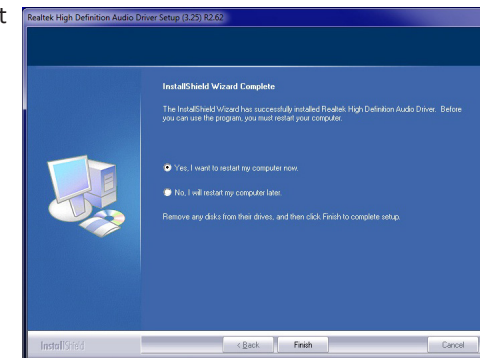 t
Realtek High Definition Audio Driver Setup (3.25) R2.62
InstallShield Wizard Complete
The InstallShield Wizard has successfully installed Realtek High Definition Audio Driver. Before
you can use the program, you must restart your computer.
Yes, I want to restart my computer now.
No, I will restart my computer later.
Remove any disks from their drives, and then click Finish to complete setup.
InstallShield
< Back
Finish
Cancel